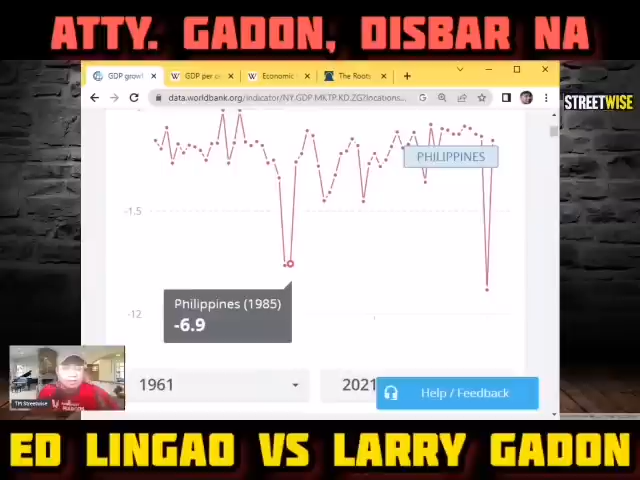 ATTY. GADON, DISBAR NA
GDP growt
GDP per c
Economic
The Roots
data.worldbank.org/indicator/NY.GDP.MKTP.KD.ZG?locations...
STREETWISE
PHILIPPINES
-1.5
Philippines (1985)
-6.9
-12
1961
2021
Help / Feedback
TM Streetwise
ED LINGAO VS LARRY GADON